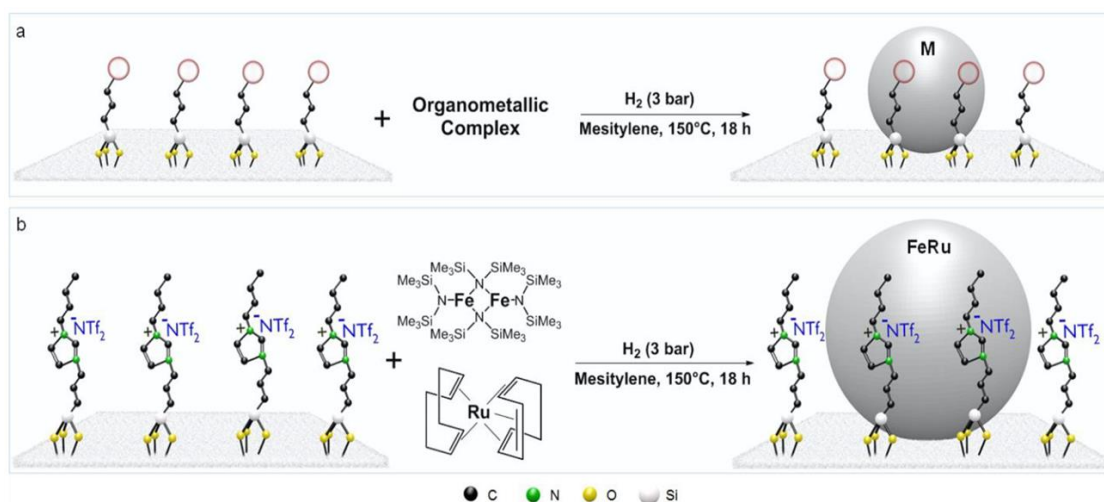 a
M
+
Organometallic
Complex
H₂ (3 bar)
Mesitylene, 150°C, 18 h
b
FeRu
SiMe₃ SiMe₃
Me₃Si N SiMe₃
N Fe Fe N
Me₃Si N SiMe₃
Me₃Si SiMe₃
+ ⁻NTf₂ + ⁻NTf₂ + ⁻NTf₂ + ⁻NTf₂
+
Ru
H₂ (3 bar)
Mesitylene, 150°C, 18 h
+ ⁻NTf₂ + ⁻NTf₂ + ⁻NTf₂ + ⁻NTf₂
C N O Si